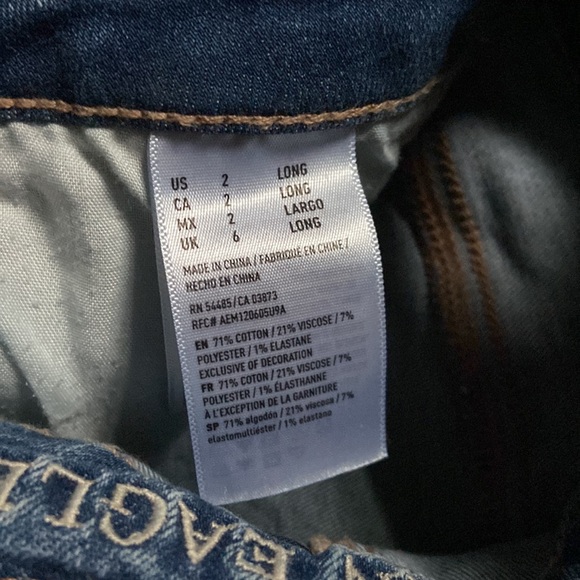 US 2 LONG
CA 2 LONG
MX 2 LARGO
UK 6 LONG
MADE IN CHINA / FABRIQUÉ EN CHINE /
HECHO EN CHINA
RN 54485/CA 03873
RFC# AEM120605U9A
EN 71% COTTON / 21% VISCOSE / 7%
POLYESTER / 1% ELASTANE
EXCLUSIVE OF DECORATION
FR 71% COTON / 21% VISCOSE / 7%
POLYESTER / 1% ÉLASTHANNE
À L'EXCEPTION DE LA GARNITURE
SP 71% algodón / 21% viscosa / 7%
elastomultiéster / 1% elastano
EAGLE